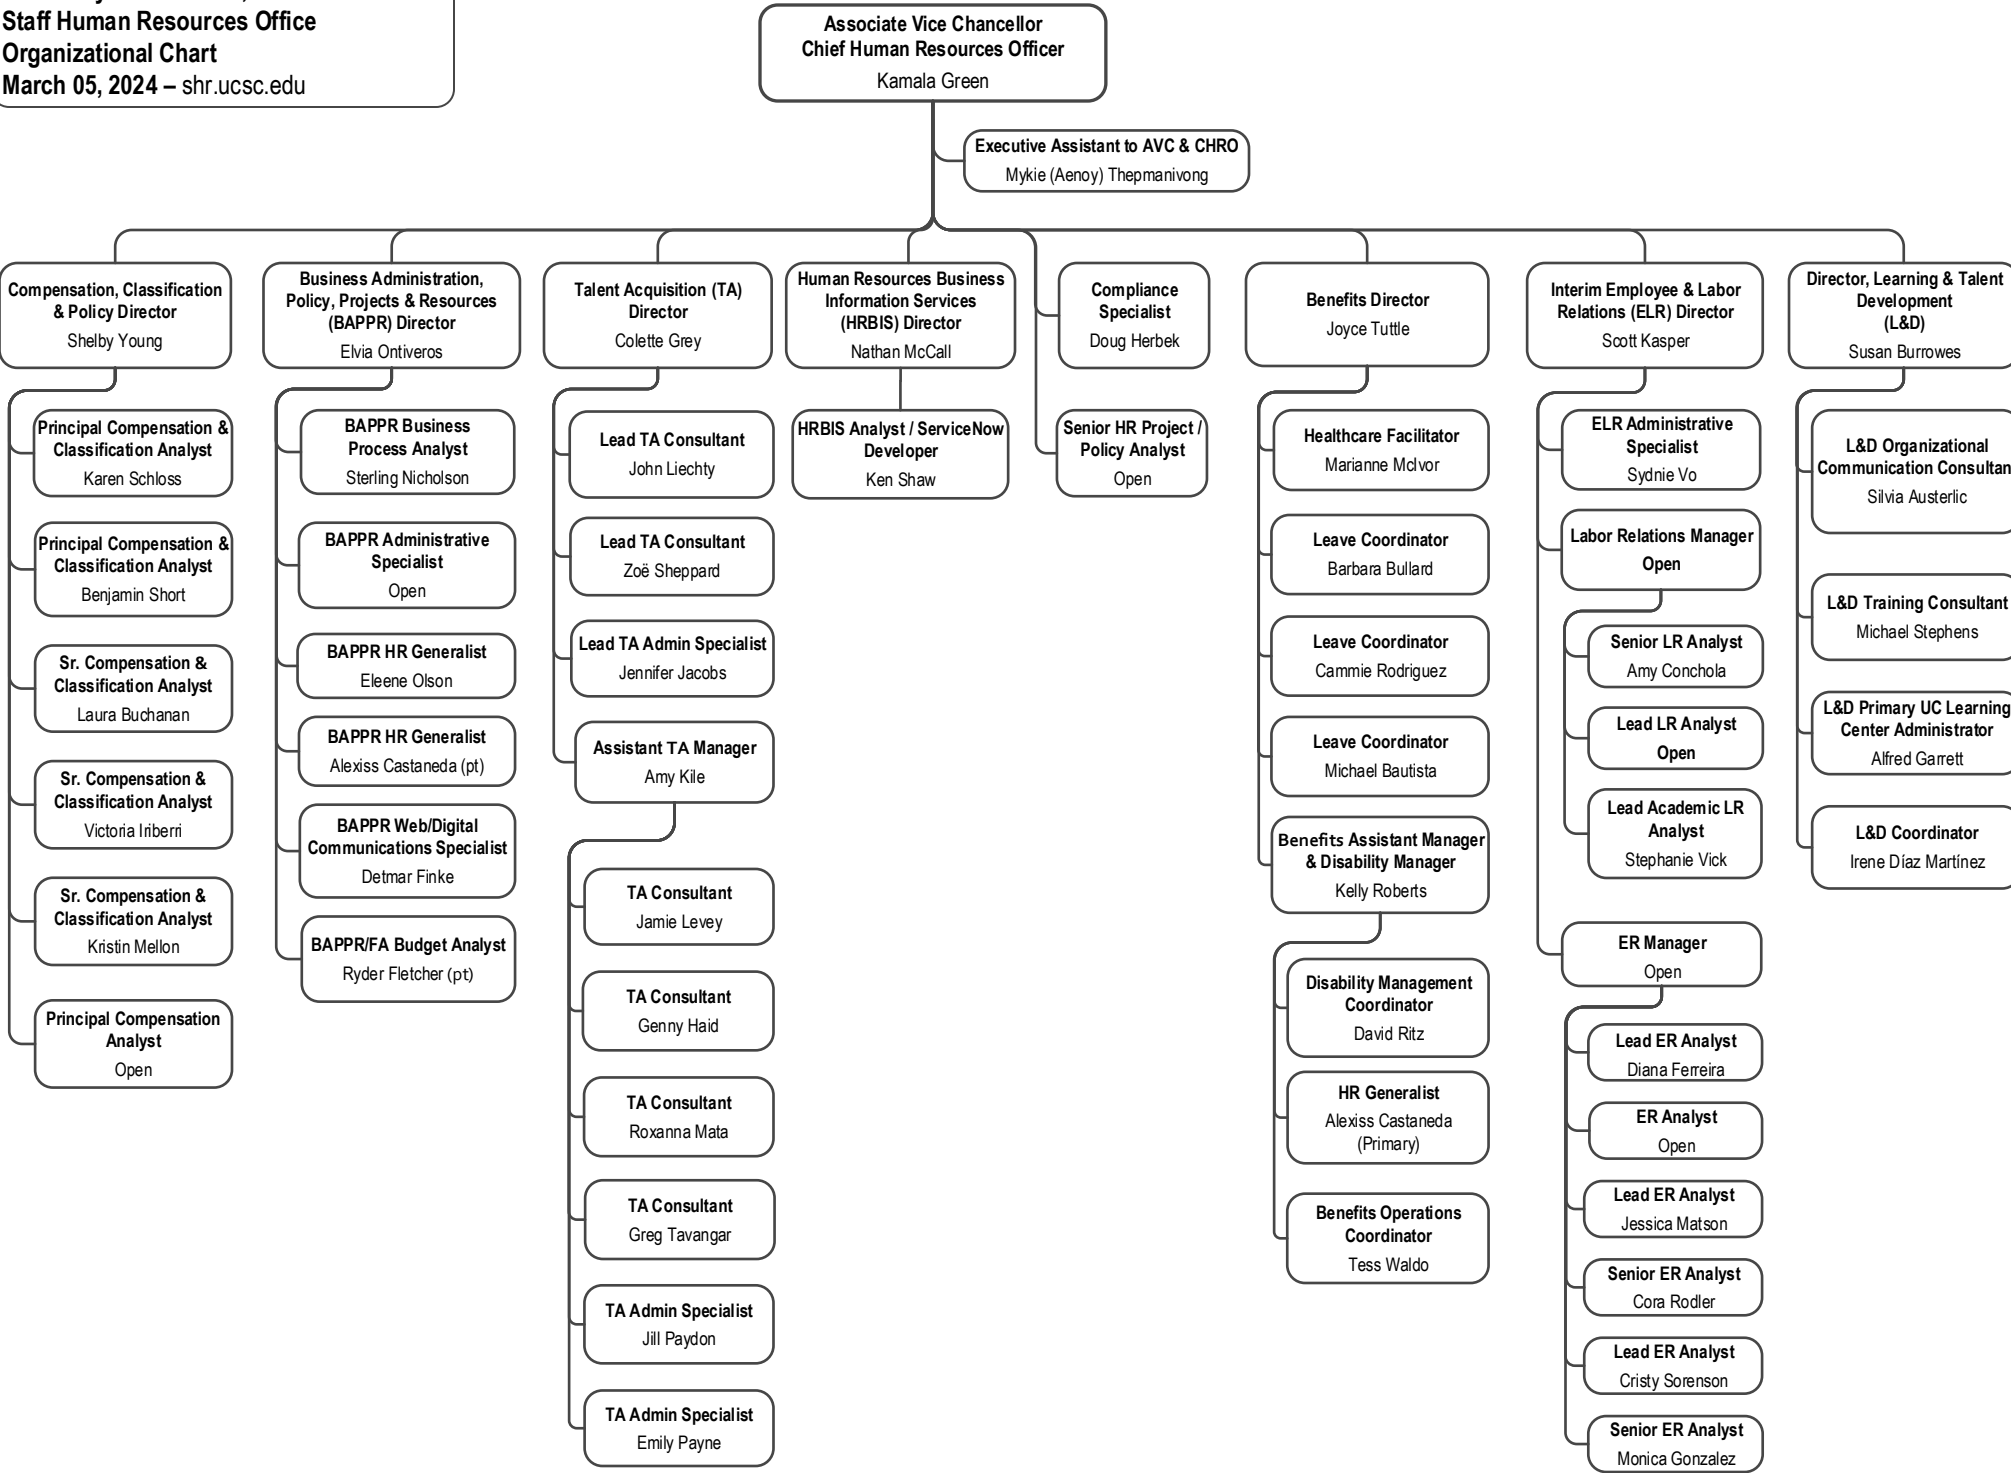 Staff Human Resources Office
Organizational Chart
March 05, 2024 – shr.ucsc.edu
Associate Vice Chancellor
Chief Human Resources Officer
Kamala Green
Executive Assistant to AVC & CHRO
Mykie (Aenoy) Thepmanivong
Compensation, Classification
& Policy Director
Shelby Young
Principal Compensation &
Classification Analyst
Karen Schloss
Principal Compensation &
Classification Analyst
Benjamin Short
Sr. Compensation &
Classification Analyst
Laura Buchanan
Sr. Compensation &
Classification Analyst
Victoria Iriberri
Sr. Compensation &
Classification Analyst
Kristin Mellon
Principal Compensation
Analyst
Open
Business Administration,
Policy, Projects & Resources
(BAPPR) Director
Elvia Ontiveros
BAPPR Business
Process Analyst
Sterling Nicholson
BAPPR Administrative
Specialist
Open
BAPPR HR Generalist
Eleene Olson
BAPPR HR Generalist
Alexiss Castaneda (pt)
BAPPR Web/Digital
Communications Specialist
Detmar Finke
BAPPR/FA Budget Analyst
Ryder Fletcher (pt)
Talent Acquisition (TA)
Director
Colette Grey
Lead TA Consultant
John Liechty
Lead TA Consultant
Zoë Sheppard
Lead TA Admin Specialist
Jennifer Jacobs
Assistant TA Manager
Amy Kile
TA Consultant
Jamie Levey
TA Consultant
Genny Haid
TA Consultant
Roxanna Mata
TA Consultant
Greg Tavangar
TA Admin Specialist
Jill Paydon
TA Admin Specialist
Emily Payne
Human Resources Business
Information Services
(HRBIS) Director
Nathan McCall
HRBIS Analyst / ServiceNow
Developer
Ken Shaw
Compliance
Specialist
Doug Herbek
Senior HR Project /
Policy Analyst
Open
Benefits Director
Joyce Tuttle
Healthcare Facilitator
Marianne McIvor
Leave Coordinator
Barbara Bullard
Leave Coordinator
Cammie Rodriguez
Leave Coordinator
Michael Bautista
Benefits Assistant Manager
& Disability Manager
Kelly Roberts
Disability Management
Coordinator
David Ritz
HR Generalist
Alexiss Castaneda
(Primary)
Benefits Operations
Coordinator
Tess Waldo
Interim Employee & Labor
Relations (ELR) Director
Scott Kasper
ELR Administrative
Specialist
Sydnie Vo
Labor Relations Manager
Open
Senior LR Analyst
Amy Conchola
Lead LR Analyst
Open
Lead Academic LR
Analyst
Stephanie Vick
ER Manager
Open
Lead ER Analyst
Diana Ferreira
ER Analyst
Open
Lead ER Analyst
Jessica Matson
Senior ER Analyst
Cora Rodler
Lead ER Analyst
Cristy Sorenson
Senior ER Analyst
Monica Gonzalez
Director, Learning & Talent
Development
(L&D)
Susan Burrowes
L&D Organizational
Communication Consultan
Silvia Austerlic
L&D Training Consultant
Michael Stephens
L&D Primary UC Learning
Center Administrator
Alfred Garrett
L&D Coordinator
Irene Díaz Martínez